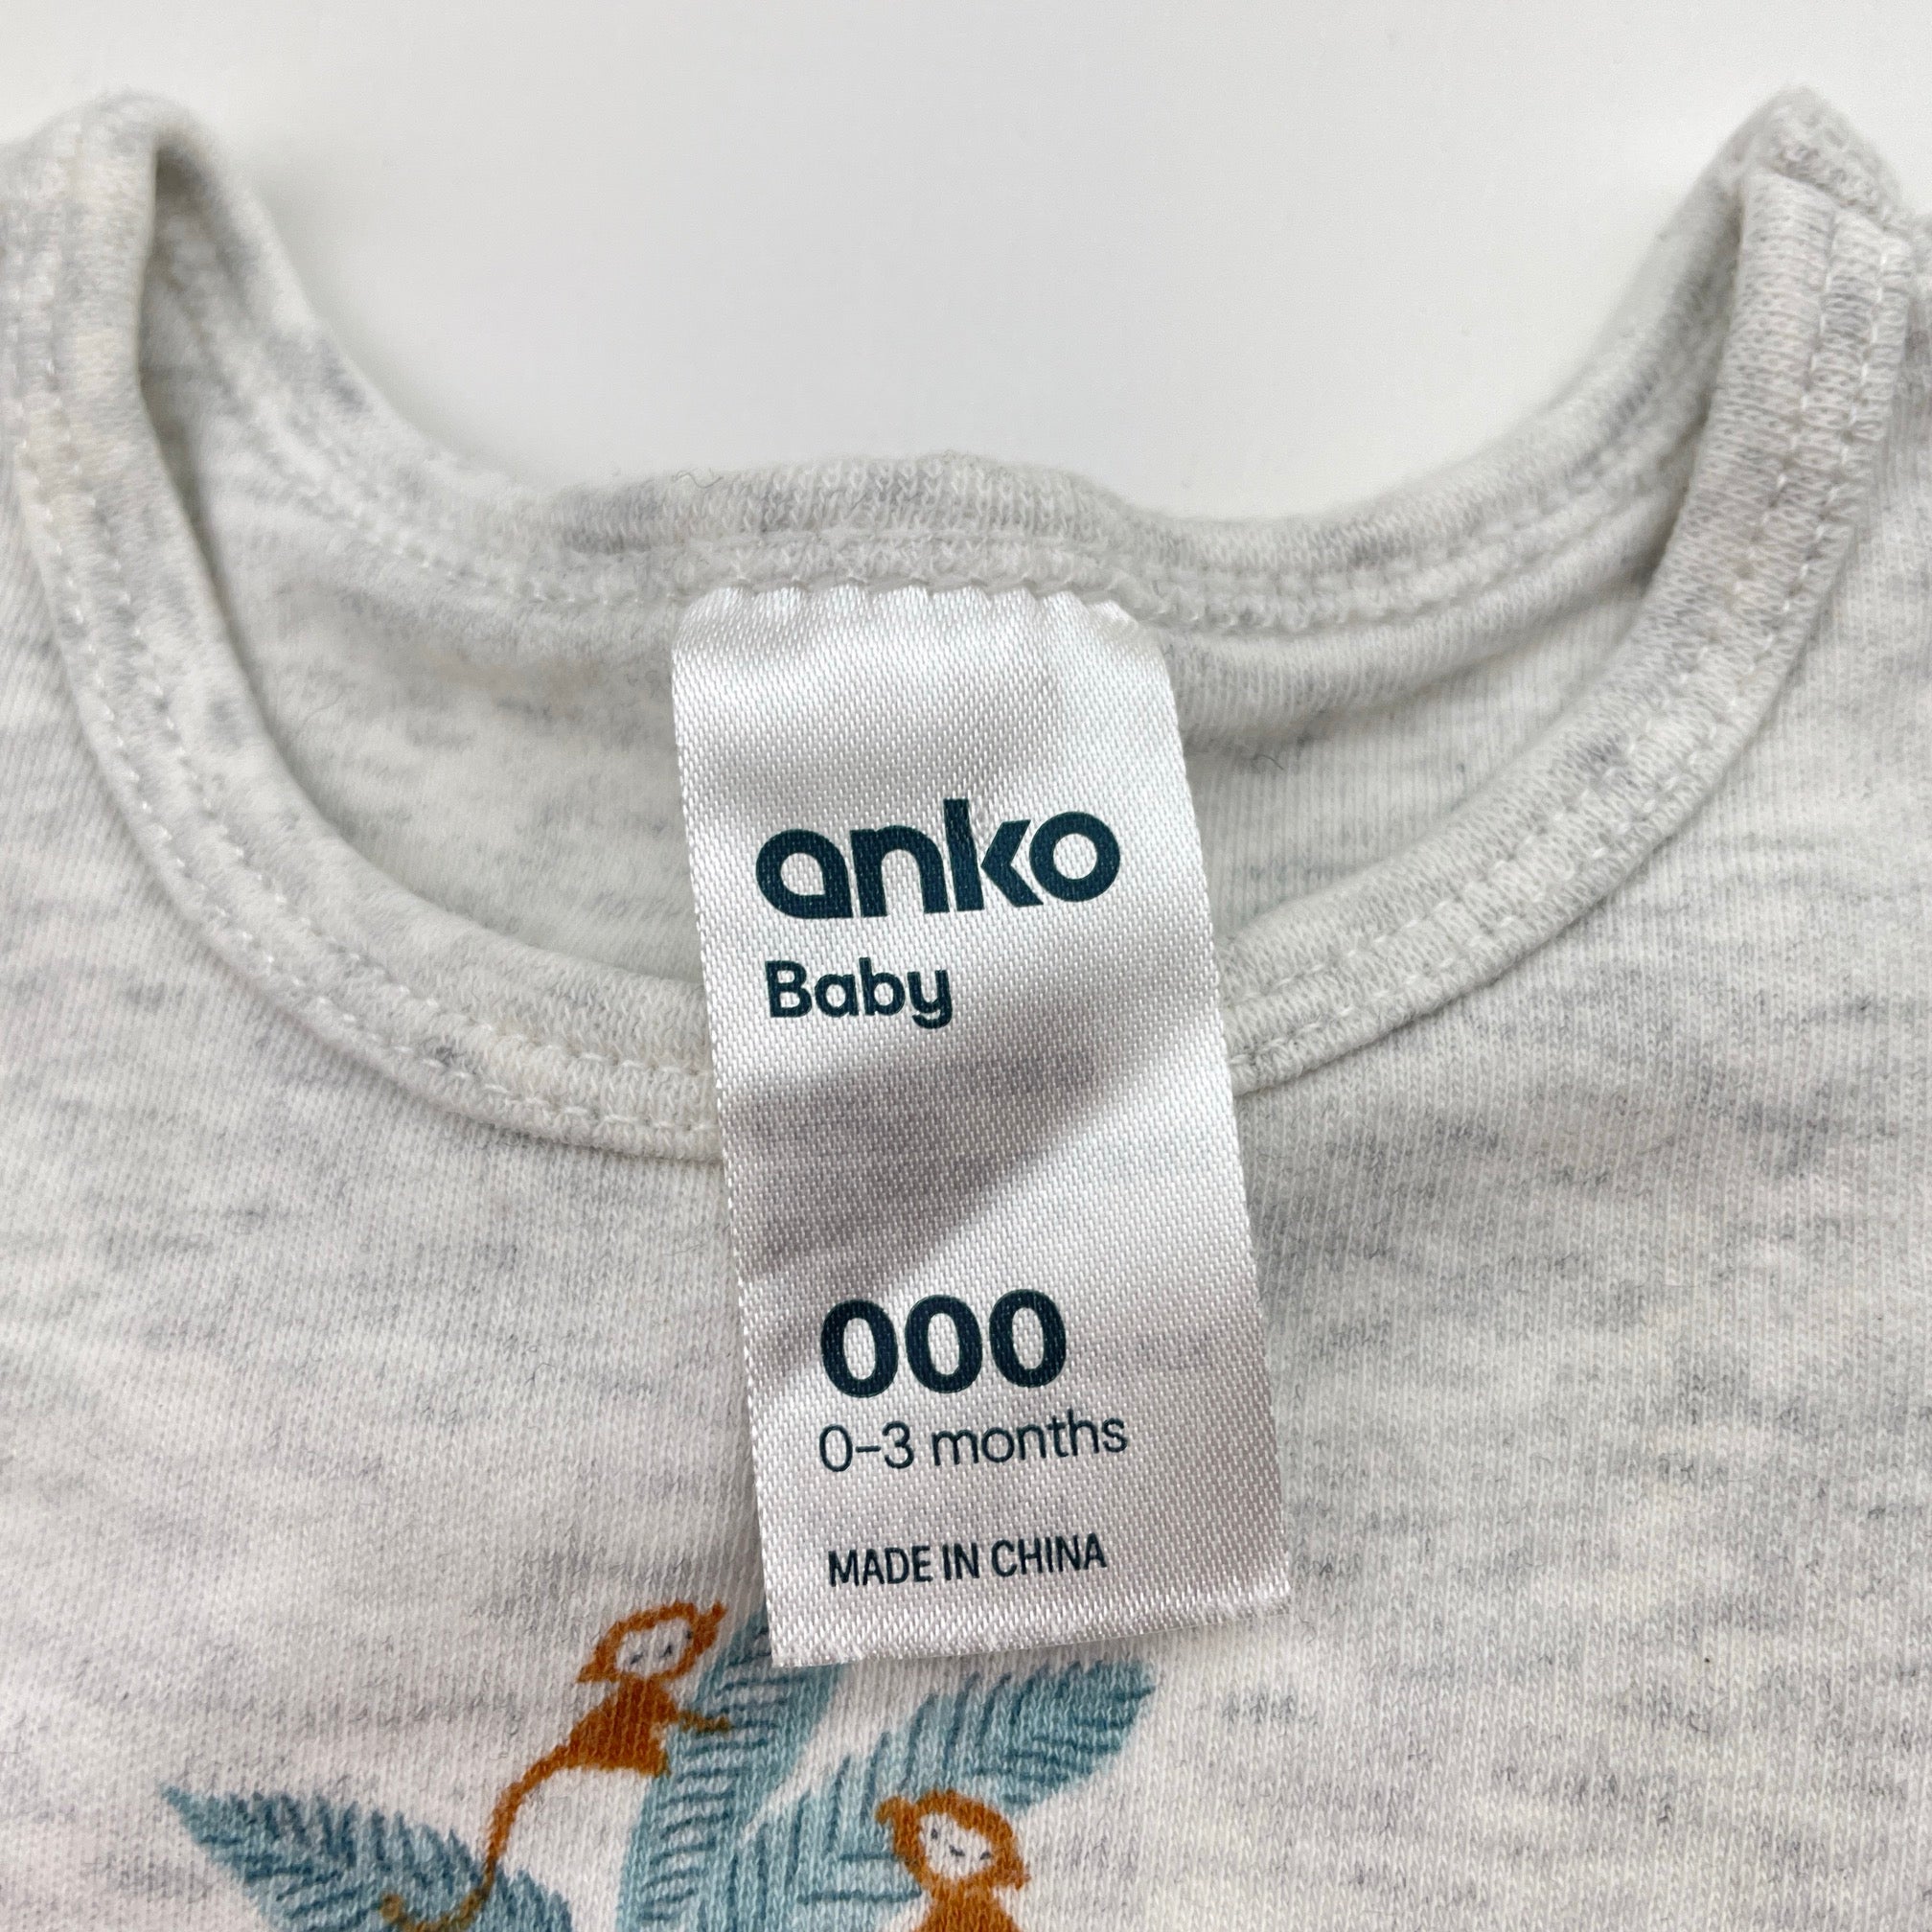 anko
Baby
000
0-3 months
MADE IN CHINA